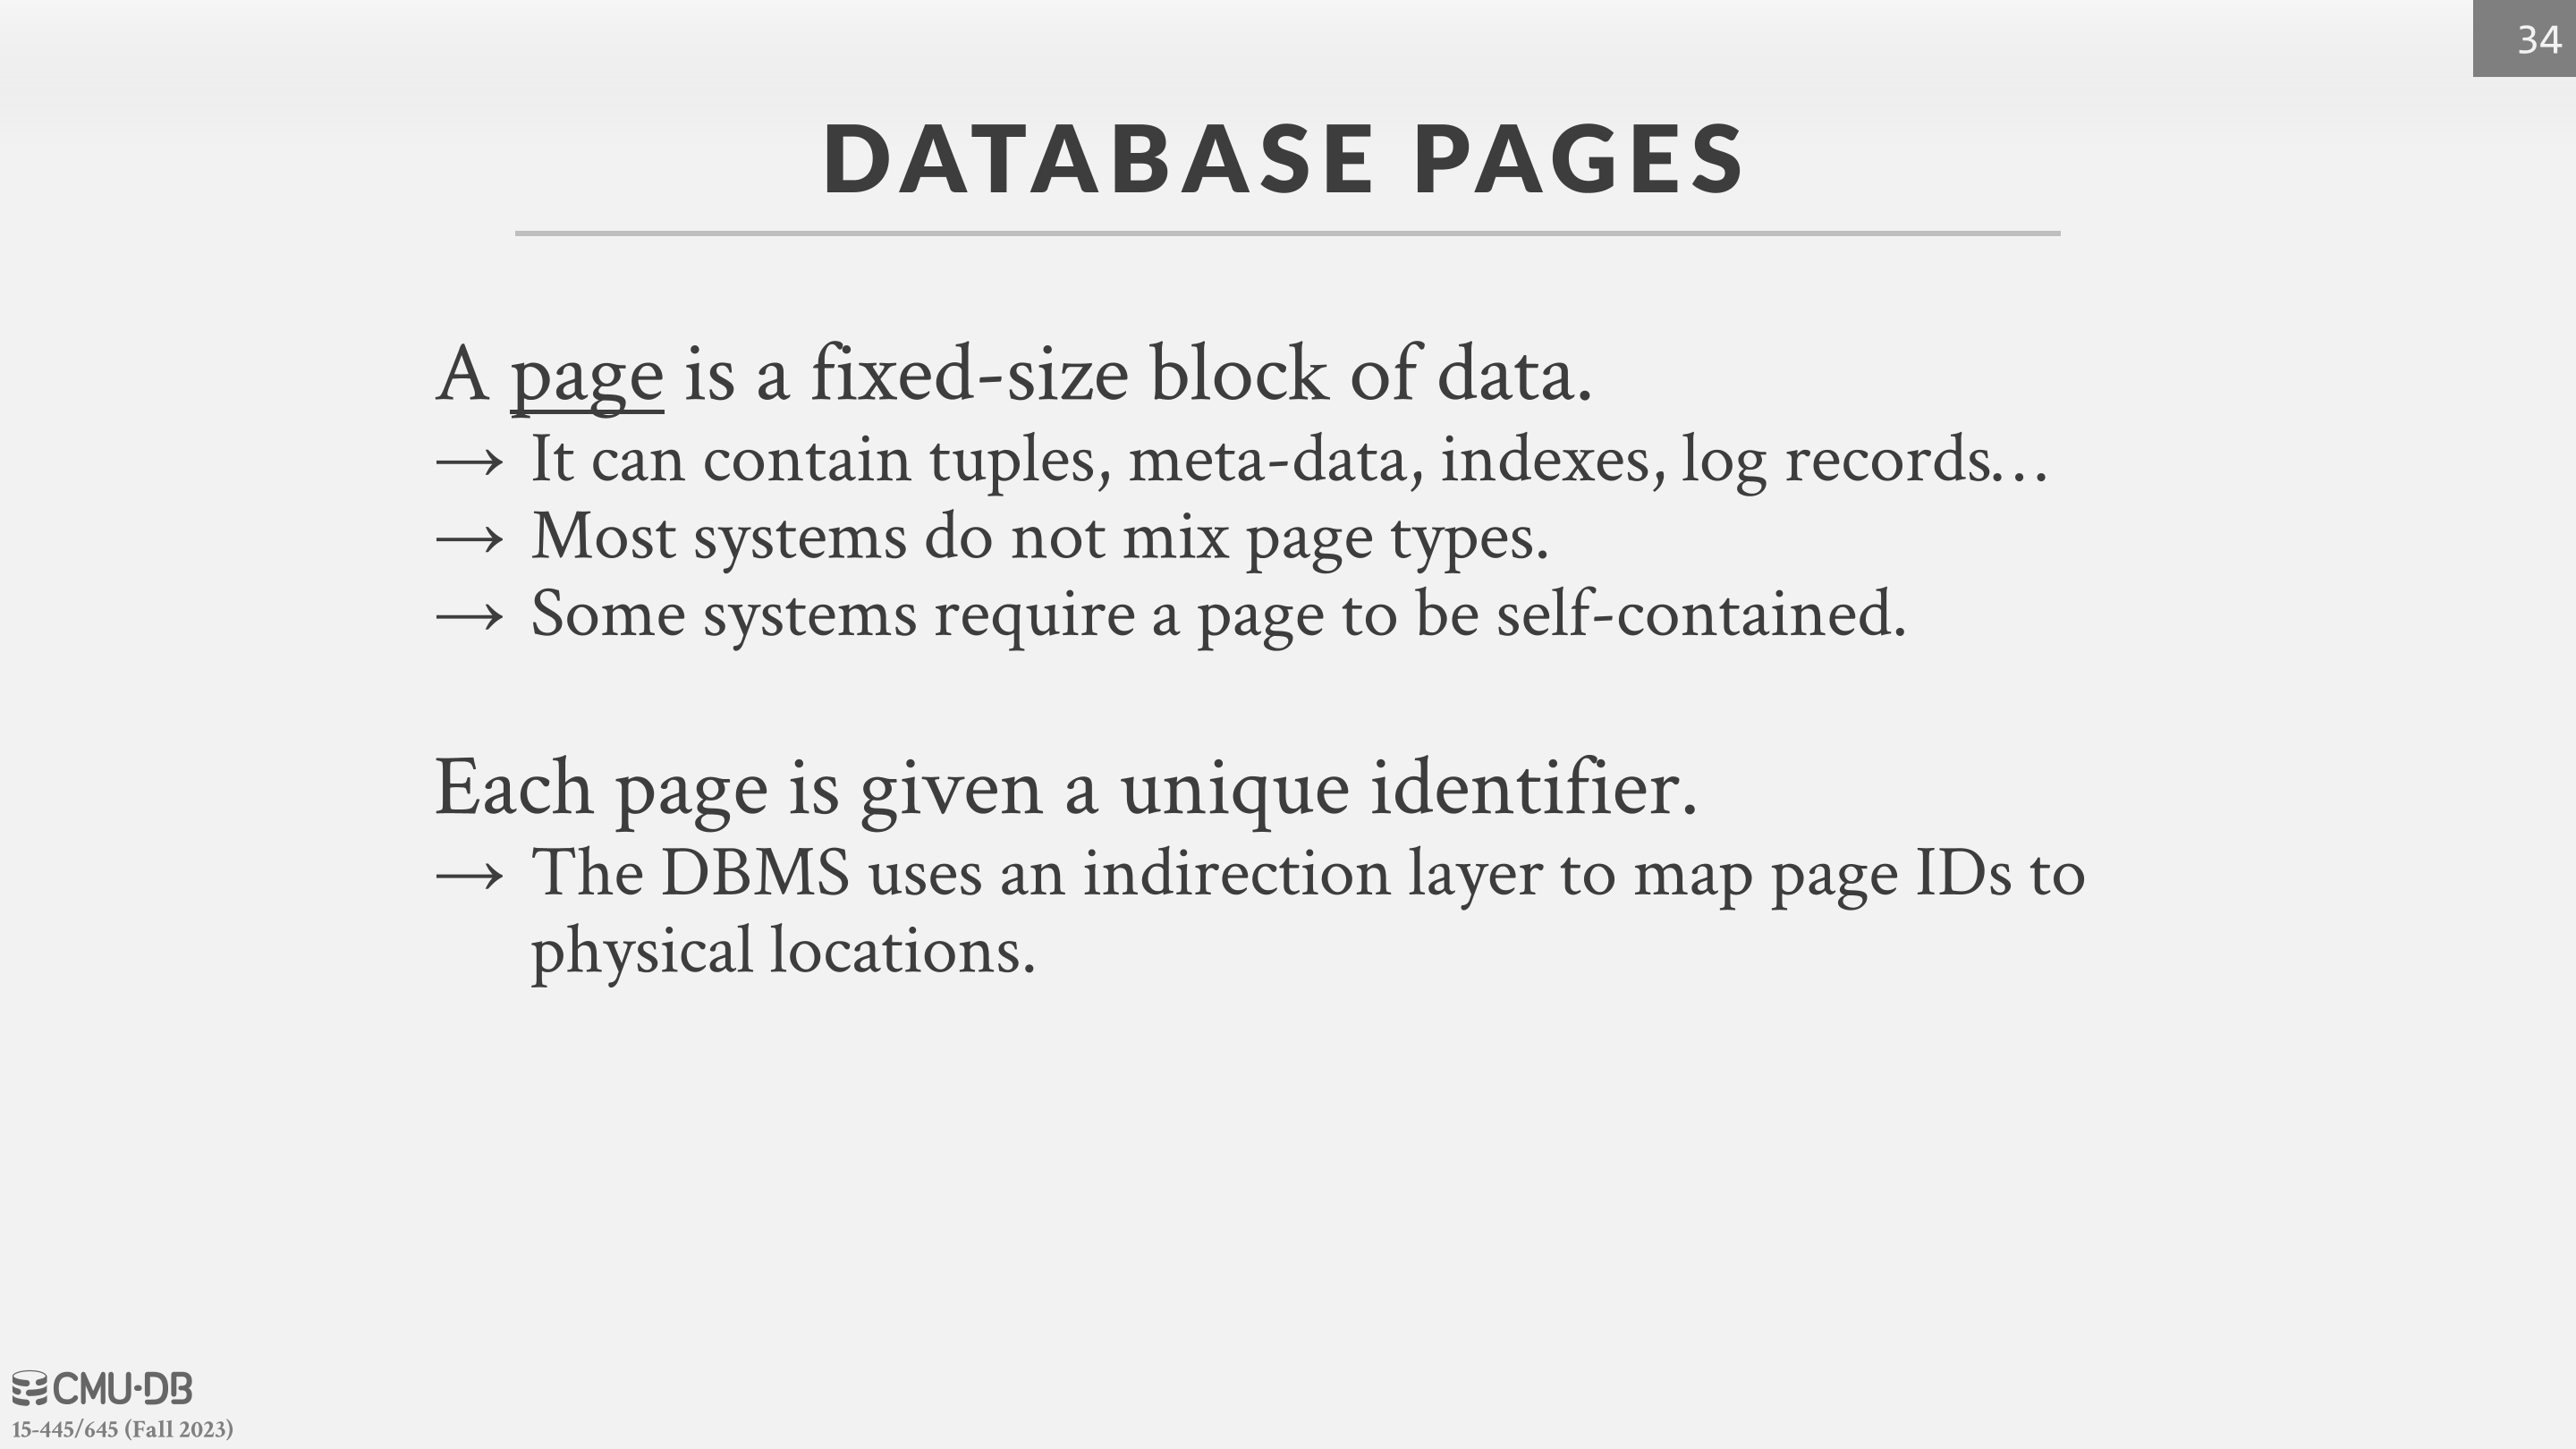 34
DATABASE PAGES
A page is a fixed-size block of data.
→ It can contain tuples, meta-data, indexes, log records…
→ Most systems do not mix page types.
→ Some systems require a page to be self-contained.
Each page is given a unique identifier.
→ The DBMS uses an indirection layer to map page IDs to
physical locations.
CMU·DB
15-445/645 (Fall 2023)